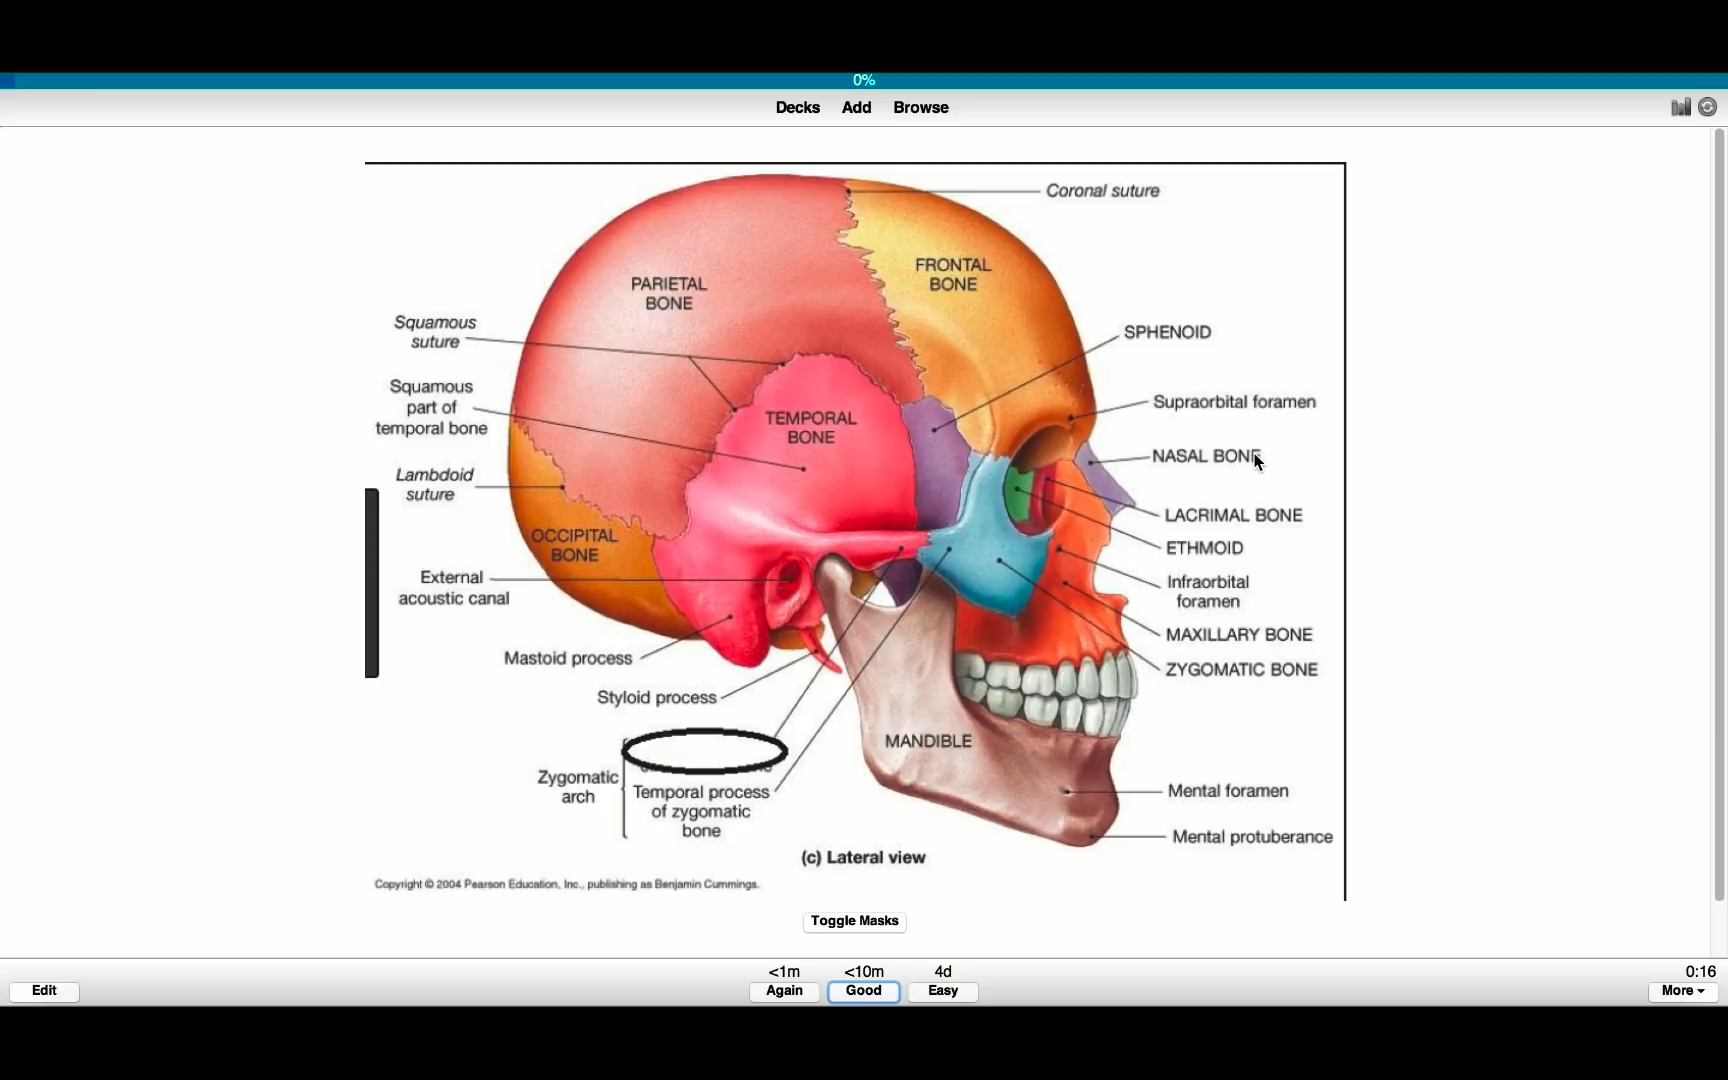 0%
Decks Add Browse
Coronal suture
FRONTAL
BONE
PARIETAL
BONE
Squamous
suture
SPHENOID
Squamous
part of
temporal bone
Supraorbital foramen
TEMPORAL
BONE
NASAL BONE
Lambdoid
suture
LACRIMAL BONE
OCCIPITAL
BONE
ETHMOID
External
acoustic canal
Infraorbital
foramen
MAXILLARY BONE
Mastoid process
ZYGOMATIC BONE
Styloid process
MANDIBLE
Zygomatic
arch
Temporal process
of zygomatic
bone
Mental foramen
Mental protuberance
(c) Lateral view
Copyright © 2004 Pearson Education, Inc., publishing as Benjamin Cummings.
Toggle Masks
<1m <10m 4d 0:16
Edit Again Good Easy More